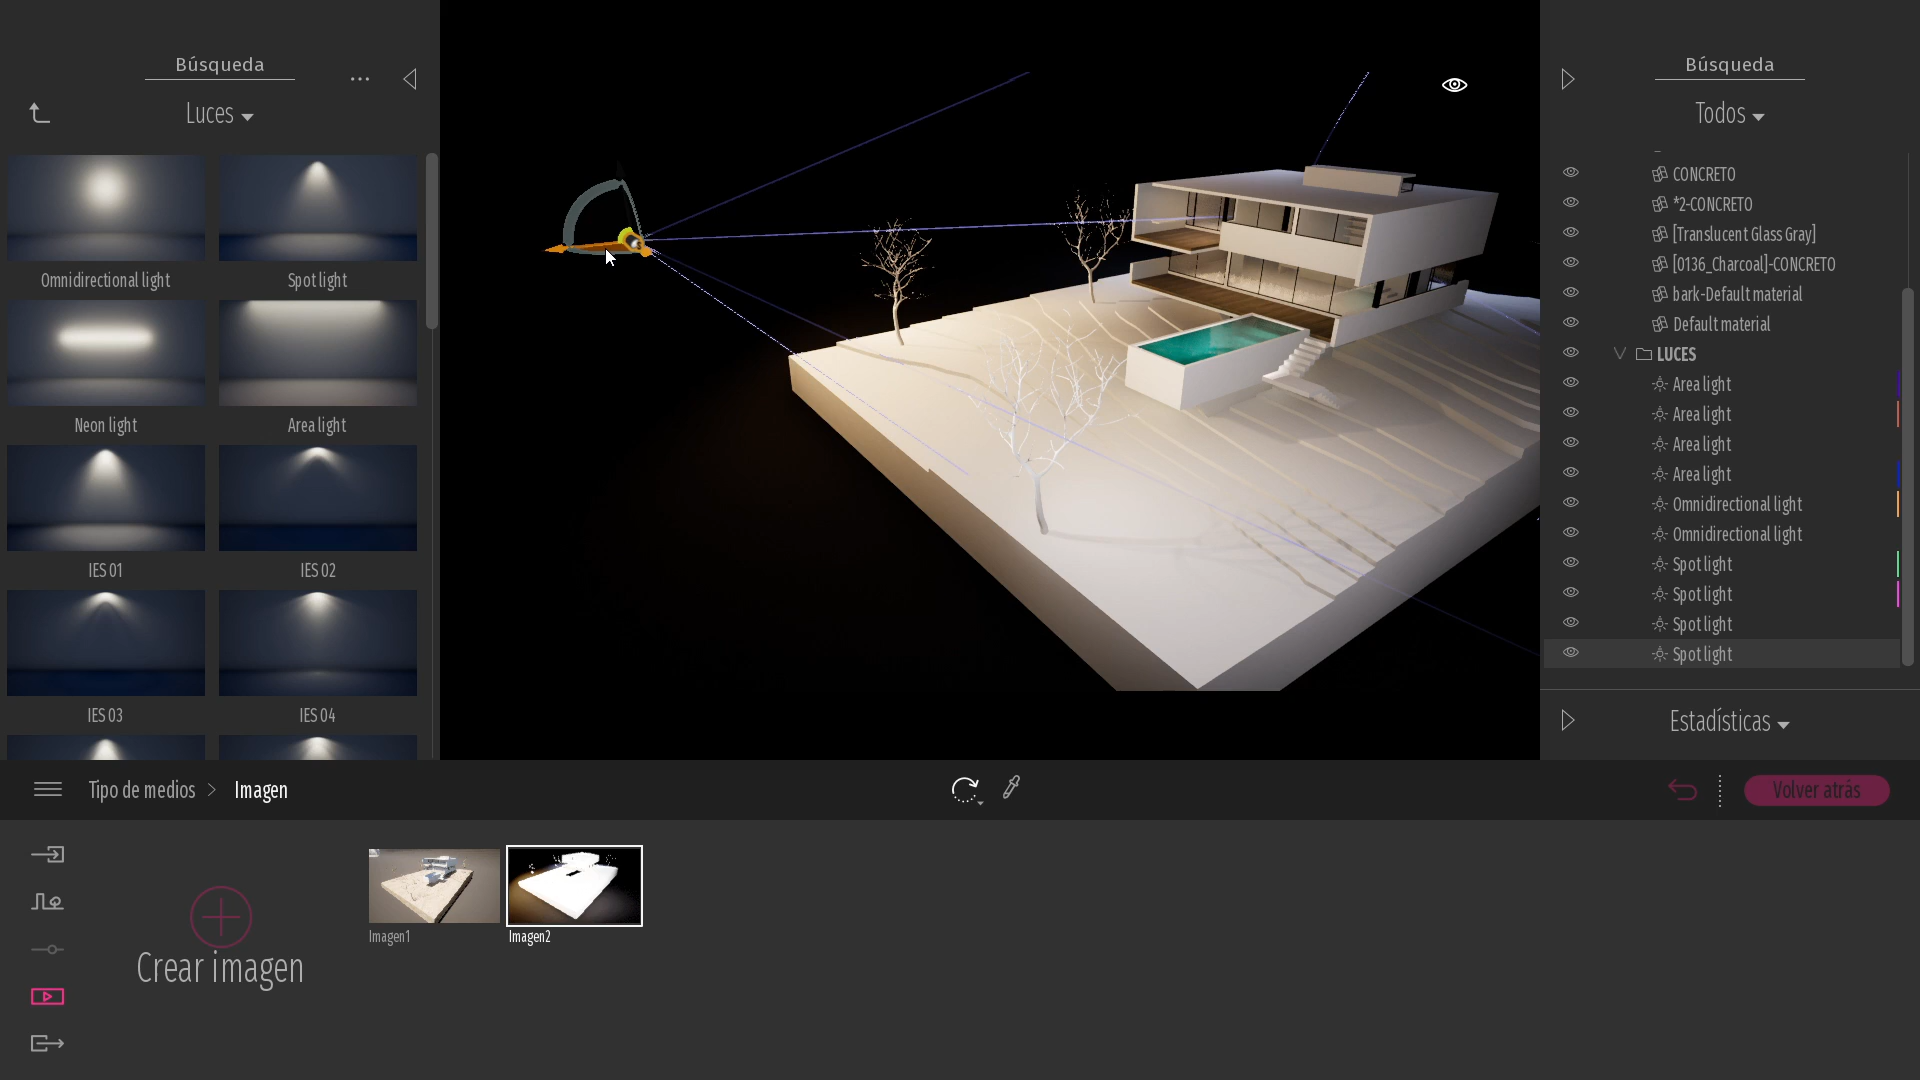 Búsqueda
Luces
Omnidirectional light
Spot light
Neon light
Area light
IES 01
IES 02
IES 03
IES 04
Búsqueda
Todos
CONCRETO
*2-CONCRETO
[Translucent Glass Gray]
[0136_Charcoal]-CONCRETO
bark-Default material
Default material
LUCES
Area light
Area light
Area light
Area light
Omnidirectional light
Omnidirectional light
Spot light
Spot light
Spot light
Spot light
Estadísticas
Tipo de medios > Imagen
Volver atrás
Crear imagen
Imagen1
Imagen2